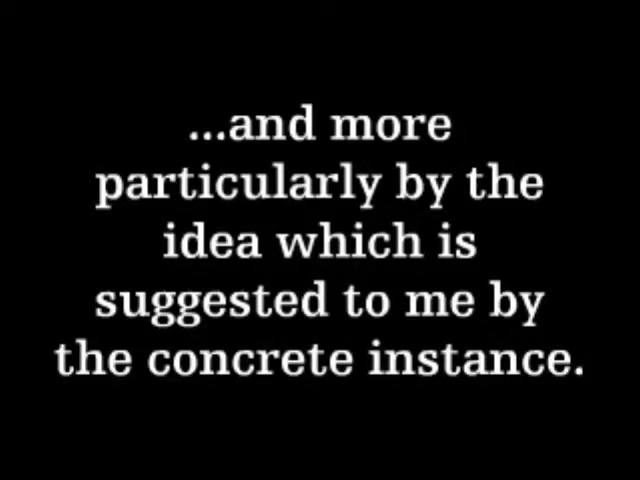 ...and more
particularly by the
idea which is
suggested to me by
the concrete instance.